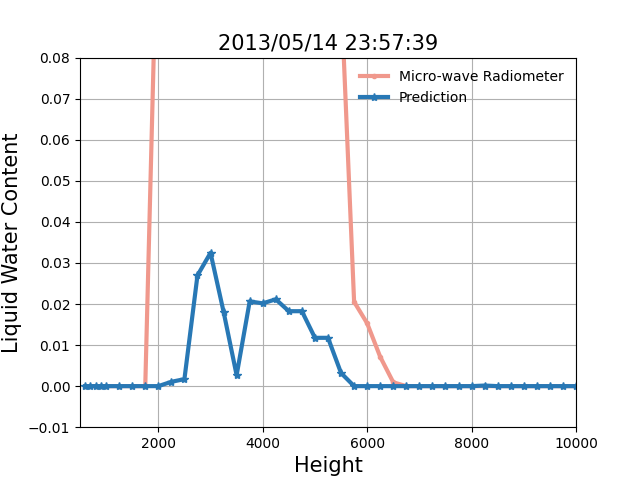 2013/05/14 23:57:39
Micro-wave Radiometer
Prediction
Liquid Water Content
0.08
0.07
0.06
0.05
0.04
0.03
0.02
0.01
0.00
−0.01
2000 4000 6000 8000 10000
Height